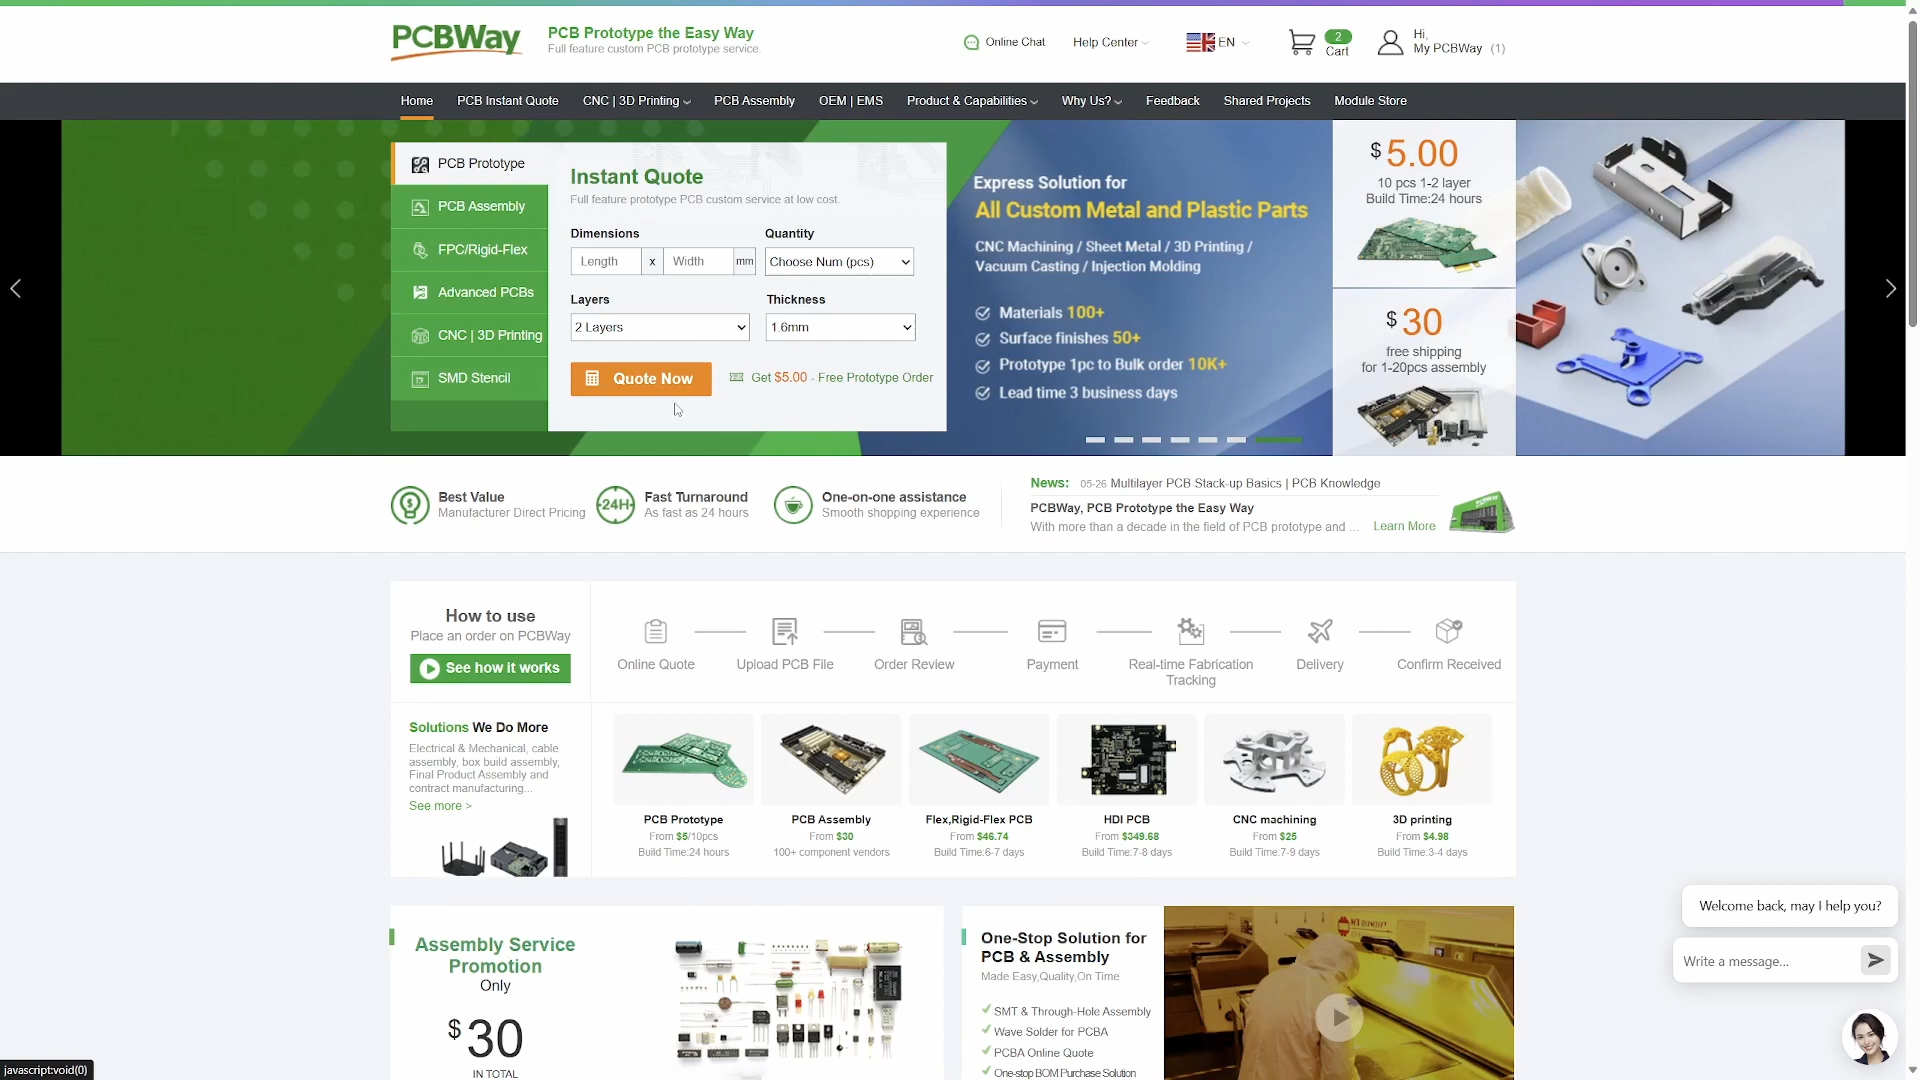 PCBWay
PCB Prototype the Easy Way
Full feature custom PCB prototype service.
Online Chat
Help Center
EN
2
Cart
Hi,
My PCBWay (1)
Home
PCB Instant Quote
CNC | 3D Printing
PCB Assembly
OEM | EMS
Product & Capabilities
Why Us?
Feedback
Shared Projects
Module Store
PCB Prototype
PCB Assembly
FPC/Rigid-Flex
Advanced PCBs
CNC | 3D Printing
SMD Stencil
Instant Quote
Full feature prototype PCB custom service at low cost.
Dimensions
Quantity
Length x Width mm
Choose Num (pcs)
Layers
Thickness
2 Layers
1.6mm
Quote Now
Get $5.00 - Free Prototype Order
Express Solution for
All Custom Metal and Plastic Parts
CNC Machining / Sheet Metal / 3D Printing /
Vacuum Casting / Injection Molding
Materials 100+
Surface finishes 50+
Prototype 1pc to Bulk order 10K+
Lead time 3 business days
$5.00
10 pcs 1-2 layer
Build Time:24 hours
$30
free shipping
for 1-20pcs assembly
Best Value
Manufacturer Direct Pricing
24H
Fast Turnaround
As fast as 24 hours
One-on-one assistance
Smooth shopping experience
News: 05-26 Multilayer PCB Stack-up Basics | PCB Knowledge
PCBWay, PCB Prototype the Easy Way
With more than a decade in the field of PCB prototype and ... Learn More
How to use
Place an order on PCBWay
See how it works
Online Quote
Upload PCB File
Order Review
Payment
Real-time Fabrication
Tracking
Delivery
Confirm Received
Solutions We Do More
Electrical & Mechanical, cable
assembly, box build assembly,
Final Product Assembly and
contract manufacturing...
See more >
PCB Prototype
From $5/10pcs
Build Time:24 hours
PCB Assembly
From $30
100+ component vendors
Flex,Rigid-Flex PCB
From $46.74
Build Time:6-7 days
HDI PCB
From $349.68
Build Time:7-8 days
CNC machining
From $25
Build Time:7-9 days
3D printing
From $4.98
Build Time:3-4 days
Assembly Service
Promotion
Only
$30
IN TOTAL
One-Stop Solution for
PCB & Assembly
Made Easy,Quality,On Time
SMT & Through-Hole Assembly
Wave Solder for PCBA
PCBA Online Quote
One-stop BOM Purchase Solution
Welcome back, may I help you?
Write a message...
javascript:void(0)